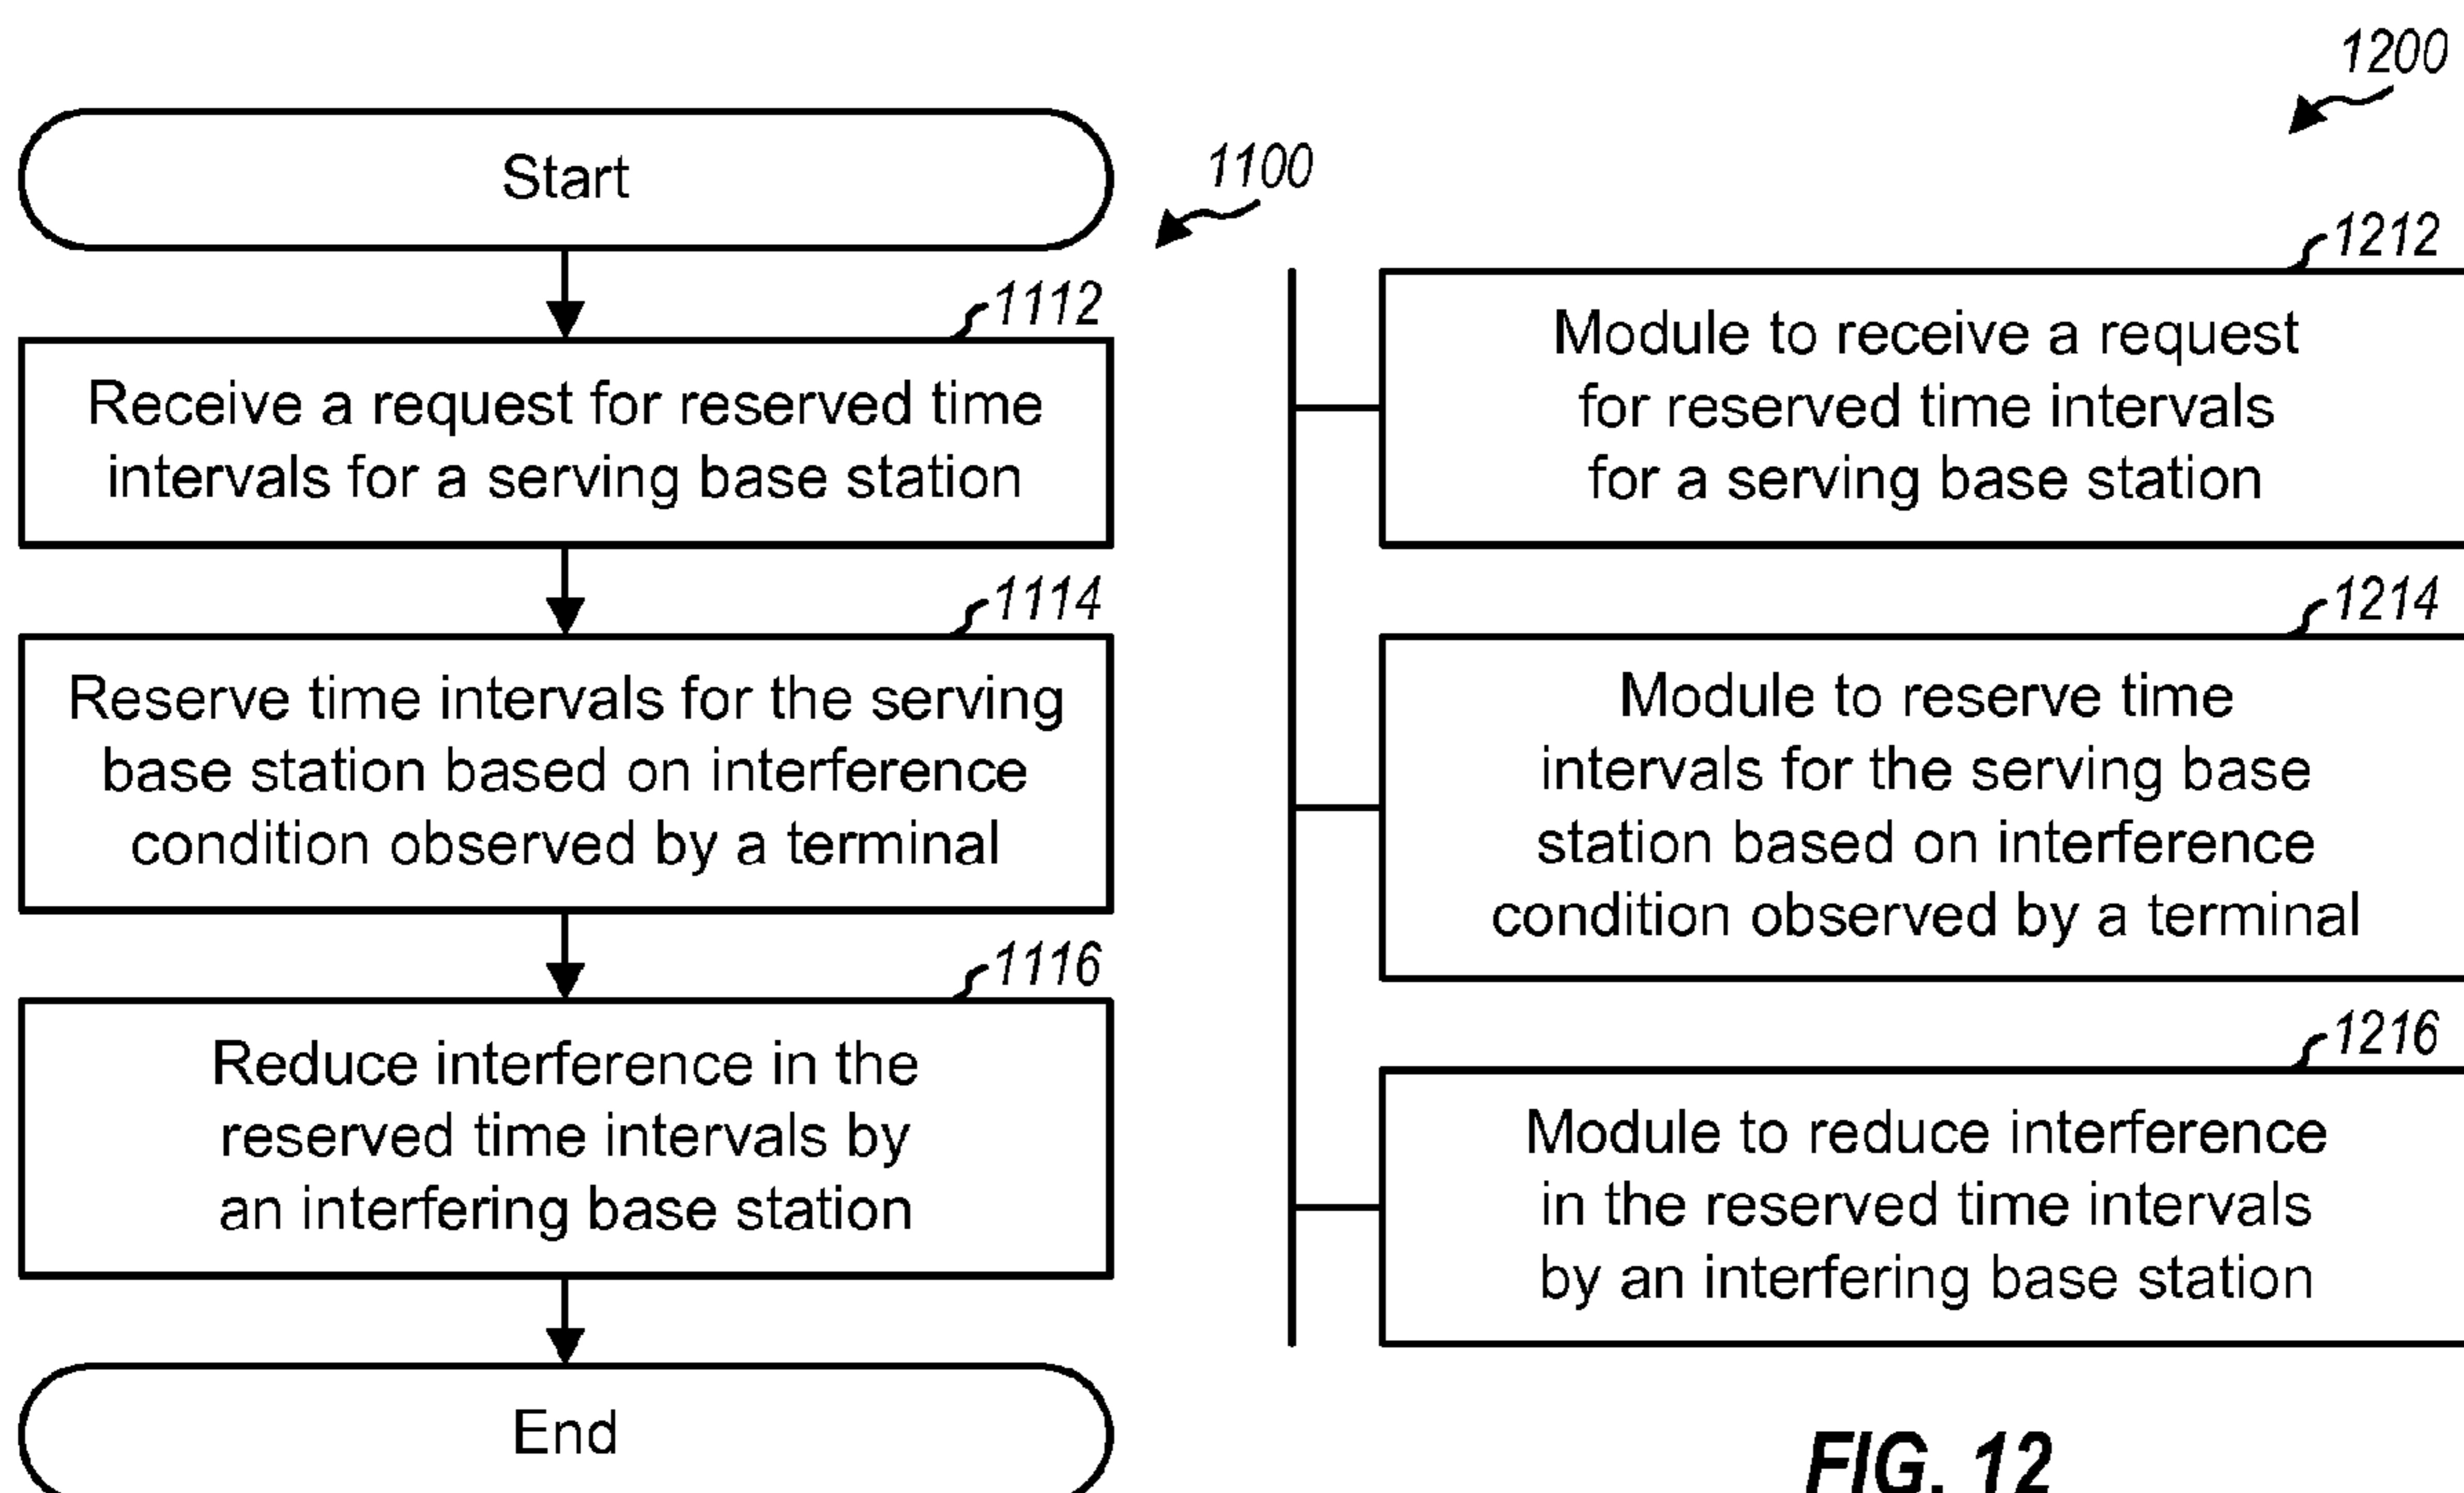 Start
1100
1112
Receive a request for reserved time
intervals for a serving base station
1114
Reserve time intervals for the serving
base station based on interference
condition observed by a terminal
1116
Reduce interference in the
reserved time intervals by
an interfering base station
End
1200
1212
Module to receive a request
for reserved time intervals
for a serving base station
1214
Module to reserve time
intervals for the serving base
station based on interference
condition observed by a terminal
1216
Module to reduce interference
in the reserved time intervals
by an interfering base station
FIG. 12